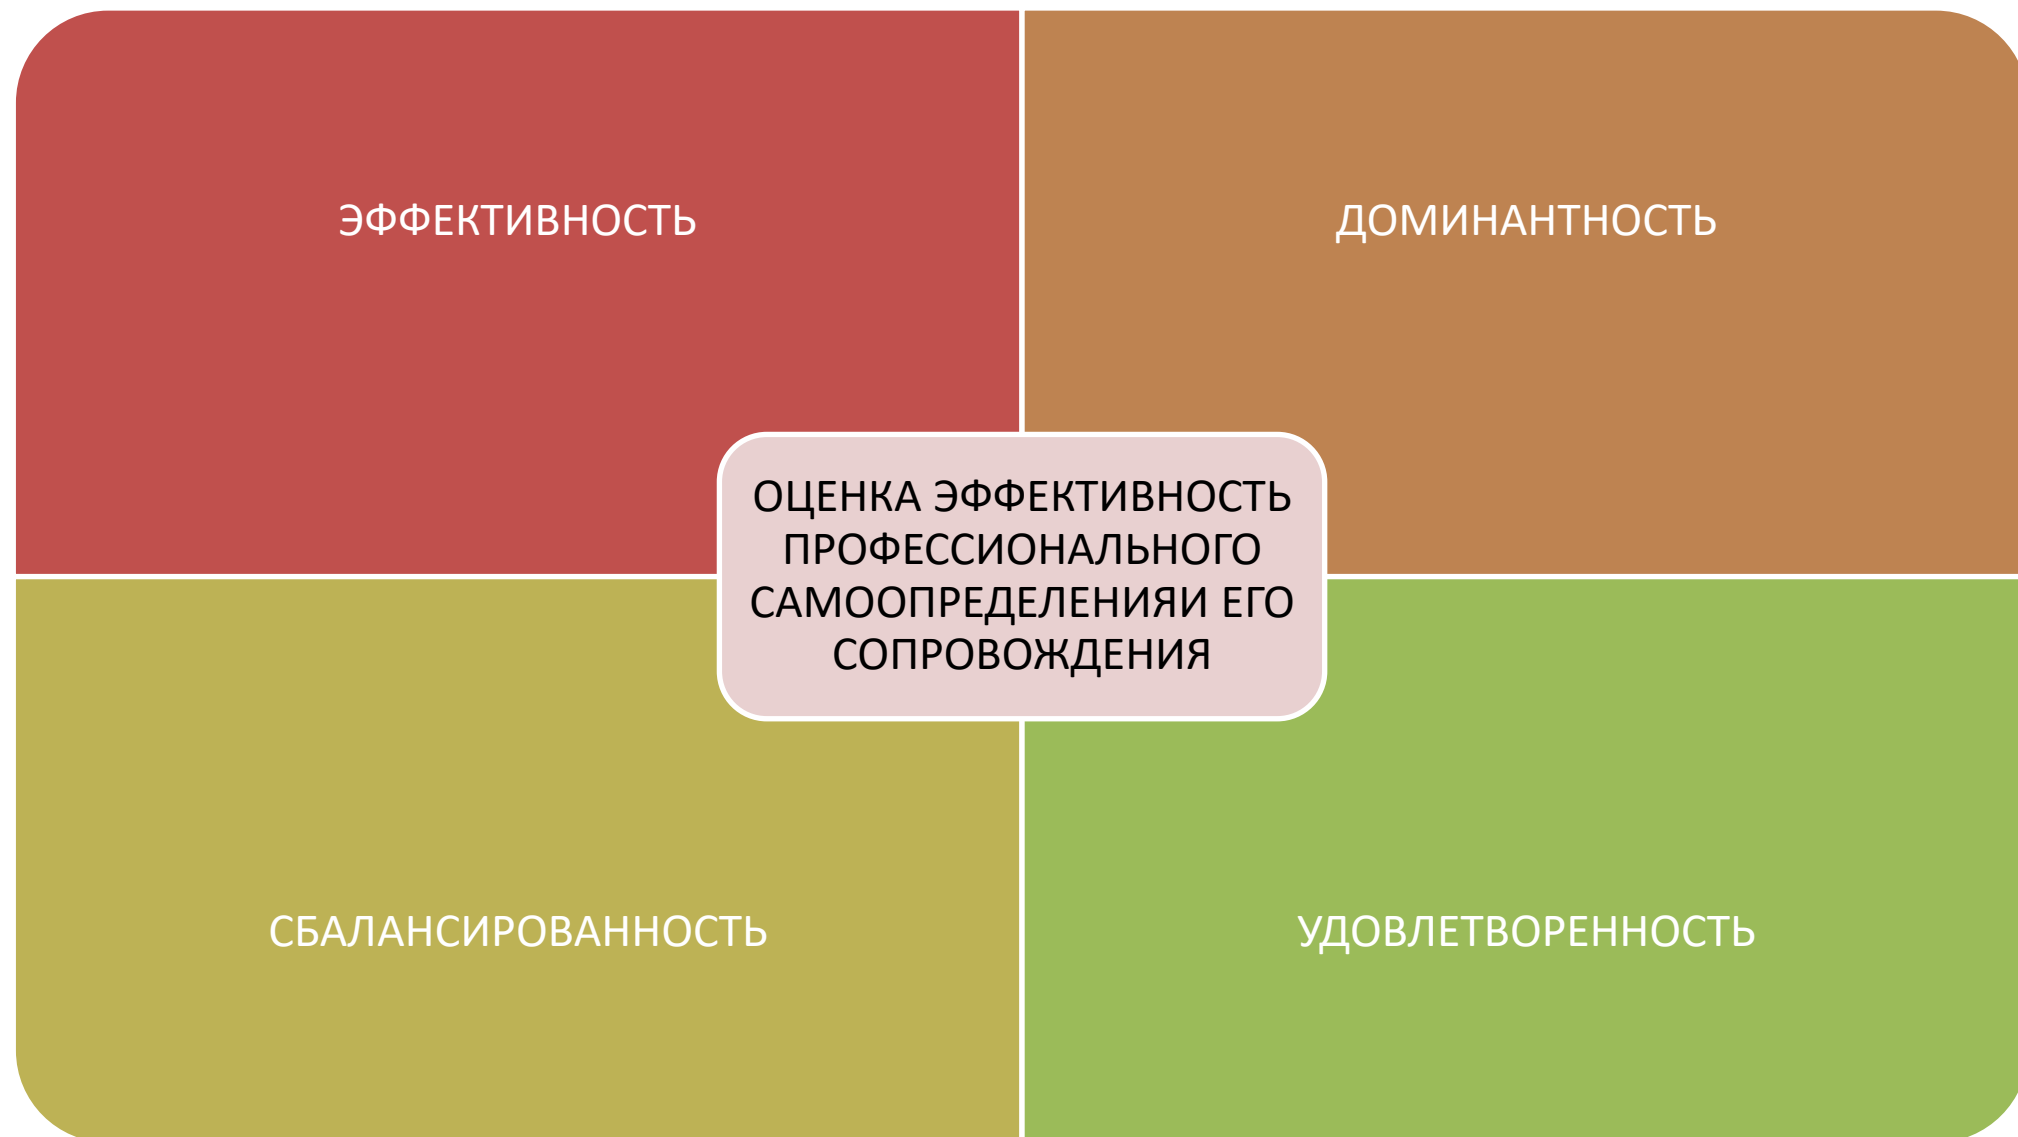 ЭФФЕКТИВНОСТЬ
ДОМИНАНТНОСТЬ
ОЦЕНКА ЭФФЕКТИВНОСТЬ
ПРОФЕССИОНАЛЬНОГО
САМООПРЕДЕЛЕНИЯИ ЕГО
СОПРОВОЖДЕНИЯ
СБАЛАНСИРОВАННОСТЬ
УДОВЛЕТВОРЕННОСТЬ